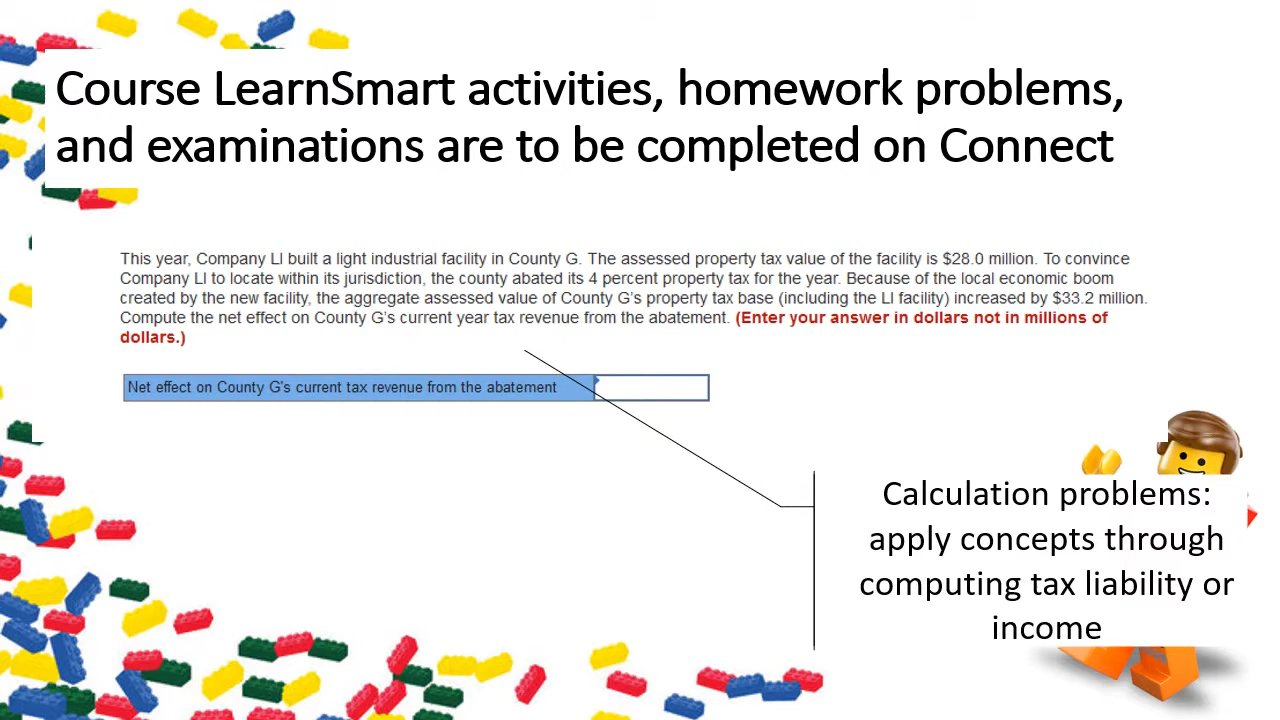 Course LearnSmart activities, homework problems,
and examinations are to be completed on Connect
This year, Company LI built a light industrial facility in County G. The assessed property tax value of the facility is $28.0 million. To convince
Company LI to locate within its jurisdiction, the county abated its 4 percent property tax for the year. Because of the local economic boom
created by the new facility, the aggregate assessed value of County G's property tax base (including the LI facility) increased by $33.2 million.
Compute the net effect on County G's current year tax revenue from the abatement. (Enter your answer in dollars not in millions of
dollars.)
Net effect on County G's current tax revenue from the abatement
Calculation problems:
apply concepts through
computing tax liability or
income